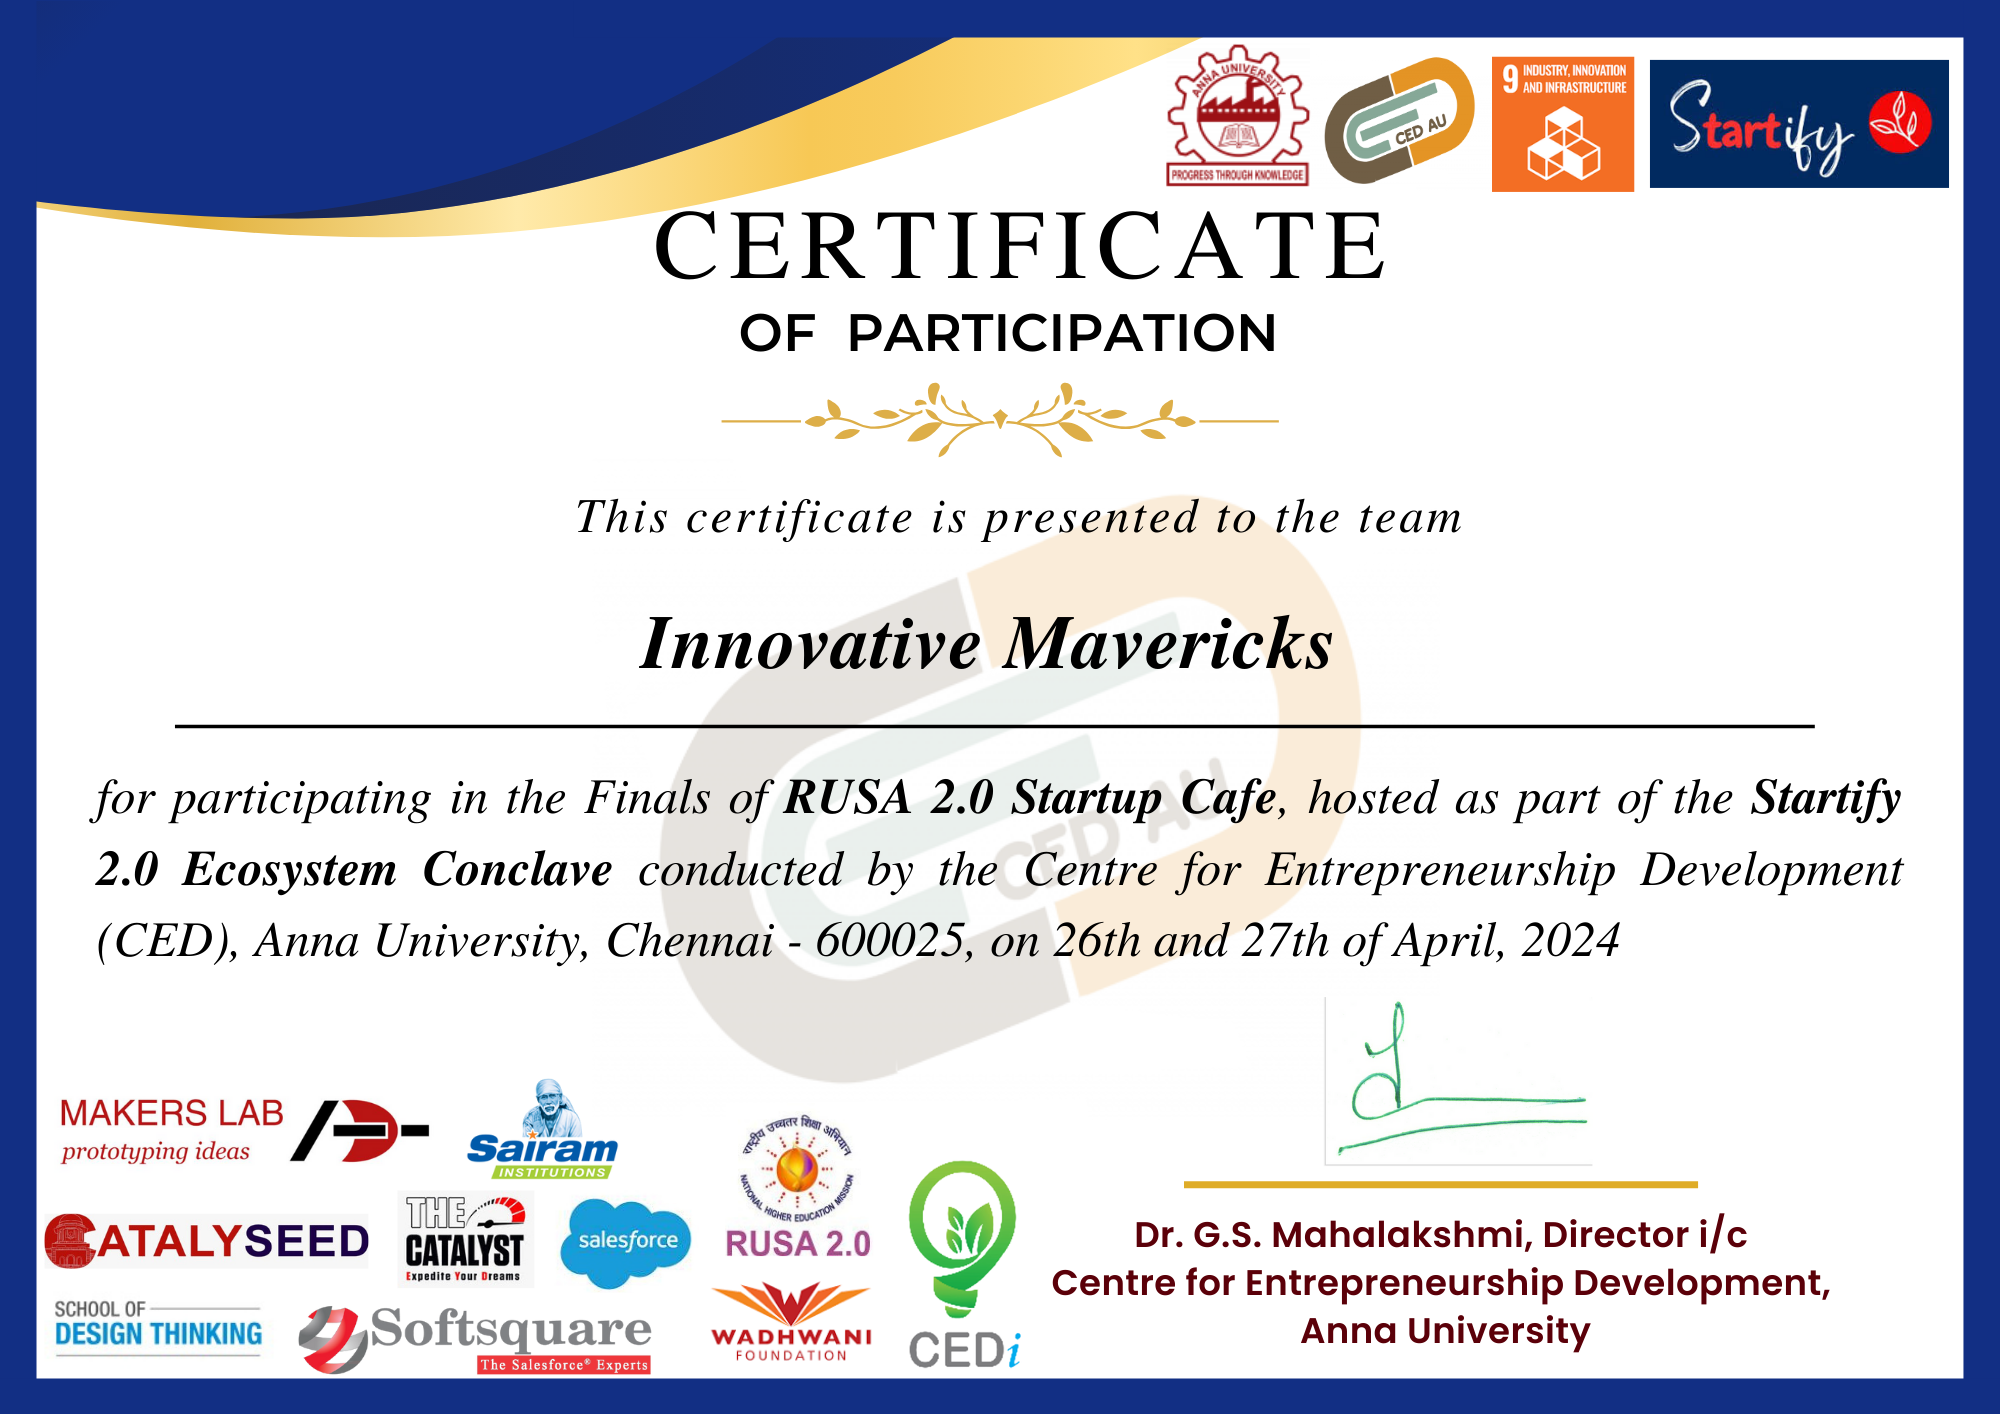 ANNA UNIVERSITY
PROGRESS THROUGH KNOWLEDGE
CED AU
9 INDUSTRY, INNOVATION
AND INFRASTRUCTURE
Startify
CERTIFICATE
OF PARTICIPATION
This certificate is presented to the team
Innovative Mavericks
for participating in the Finals of RUSA 2.0 Startup Cafe, hosted as part of the Startify
2.0 Ecosystem Conclave conducted by the Centre for Entrepreneurship Development
(CED), Anna University, Chennai - 600025, on 26th and 27th of April, 2024
CED AU
MAKERS LAB
prototyping ideas
Sairam
INSTITUTIONS
राष्ट्रीय उच्चतर शिक्षा अभियान
NATIONAL HIGHER EDUCATION MISSION
RUSA 2.0
CATALYSEED
THE
CATALYST
Expedite Your Dreams
salesforce
SCHOOL OF
DESIGN THINKING
Softsquare
The Salesforce® Experts
WADHWANI
FOUNDATION
CEDi
Dr. G.S. Mahalakshmi, Director i/c
Centre for Entrepreneurship Development,
Anna University